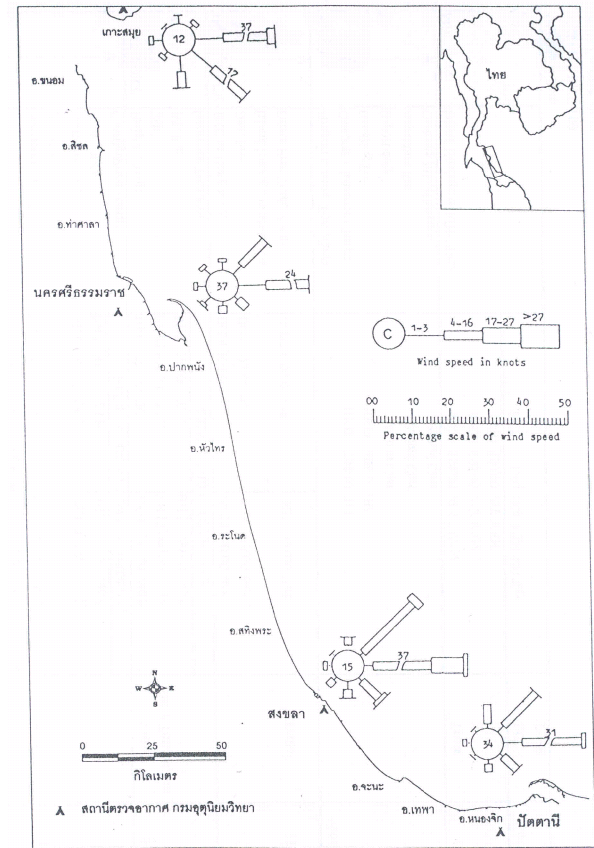 เกาะสมุย
12
37
72
อ.ขนอม
อ.สิชล
อ.ท่าศาลา
นครศรีธรรมราช
37
24
ไทย
C
1-3
4-16
17-27
>27
Wind speed in knots
00 10 20 30 40 50
Percentage scale of wind speed
อ.ปากพนัง
อ.หัวไทร
อ.ระโนด
อ.สทิงพระ
15
37
N
W
S
สงขลา
34
31
0 25 50
กิโลเมตร
อ.จะนะ
อ.เทพา
อ.หนองจิก
ปัตตานี
สถานีตรวจอากาศ กรมอุตุนิยมวิทยา